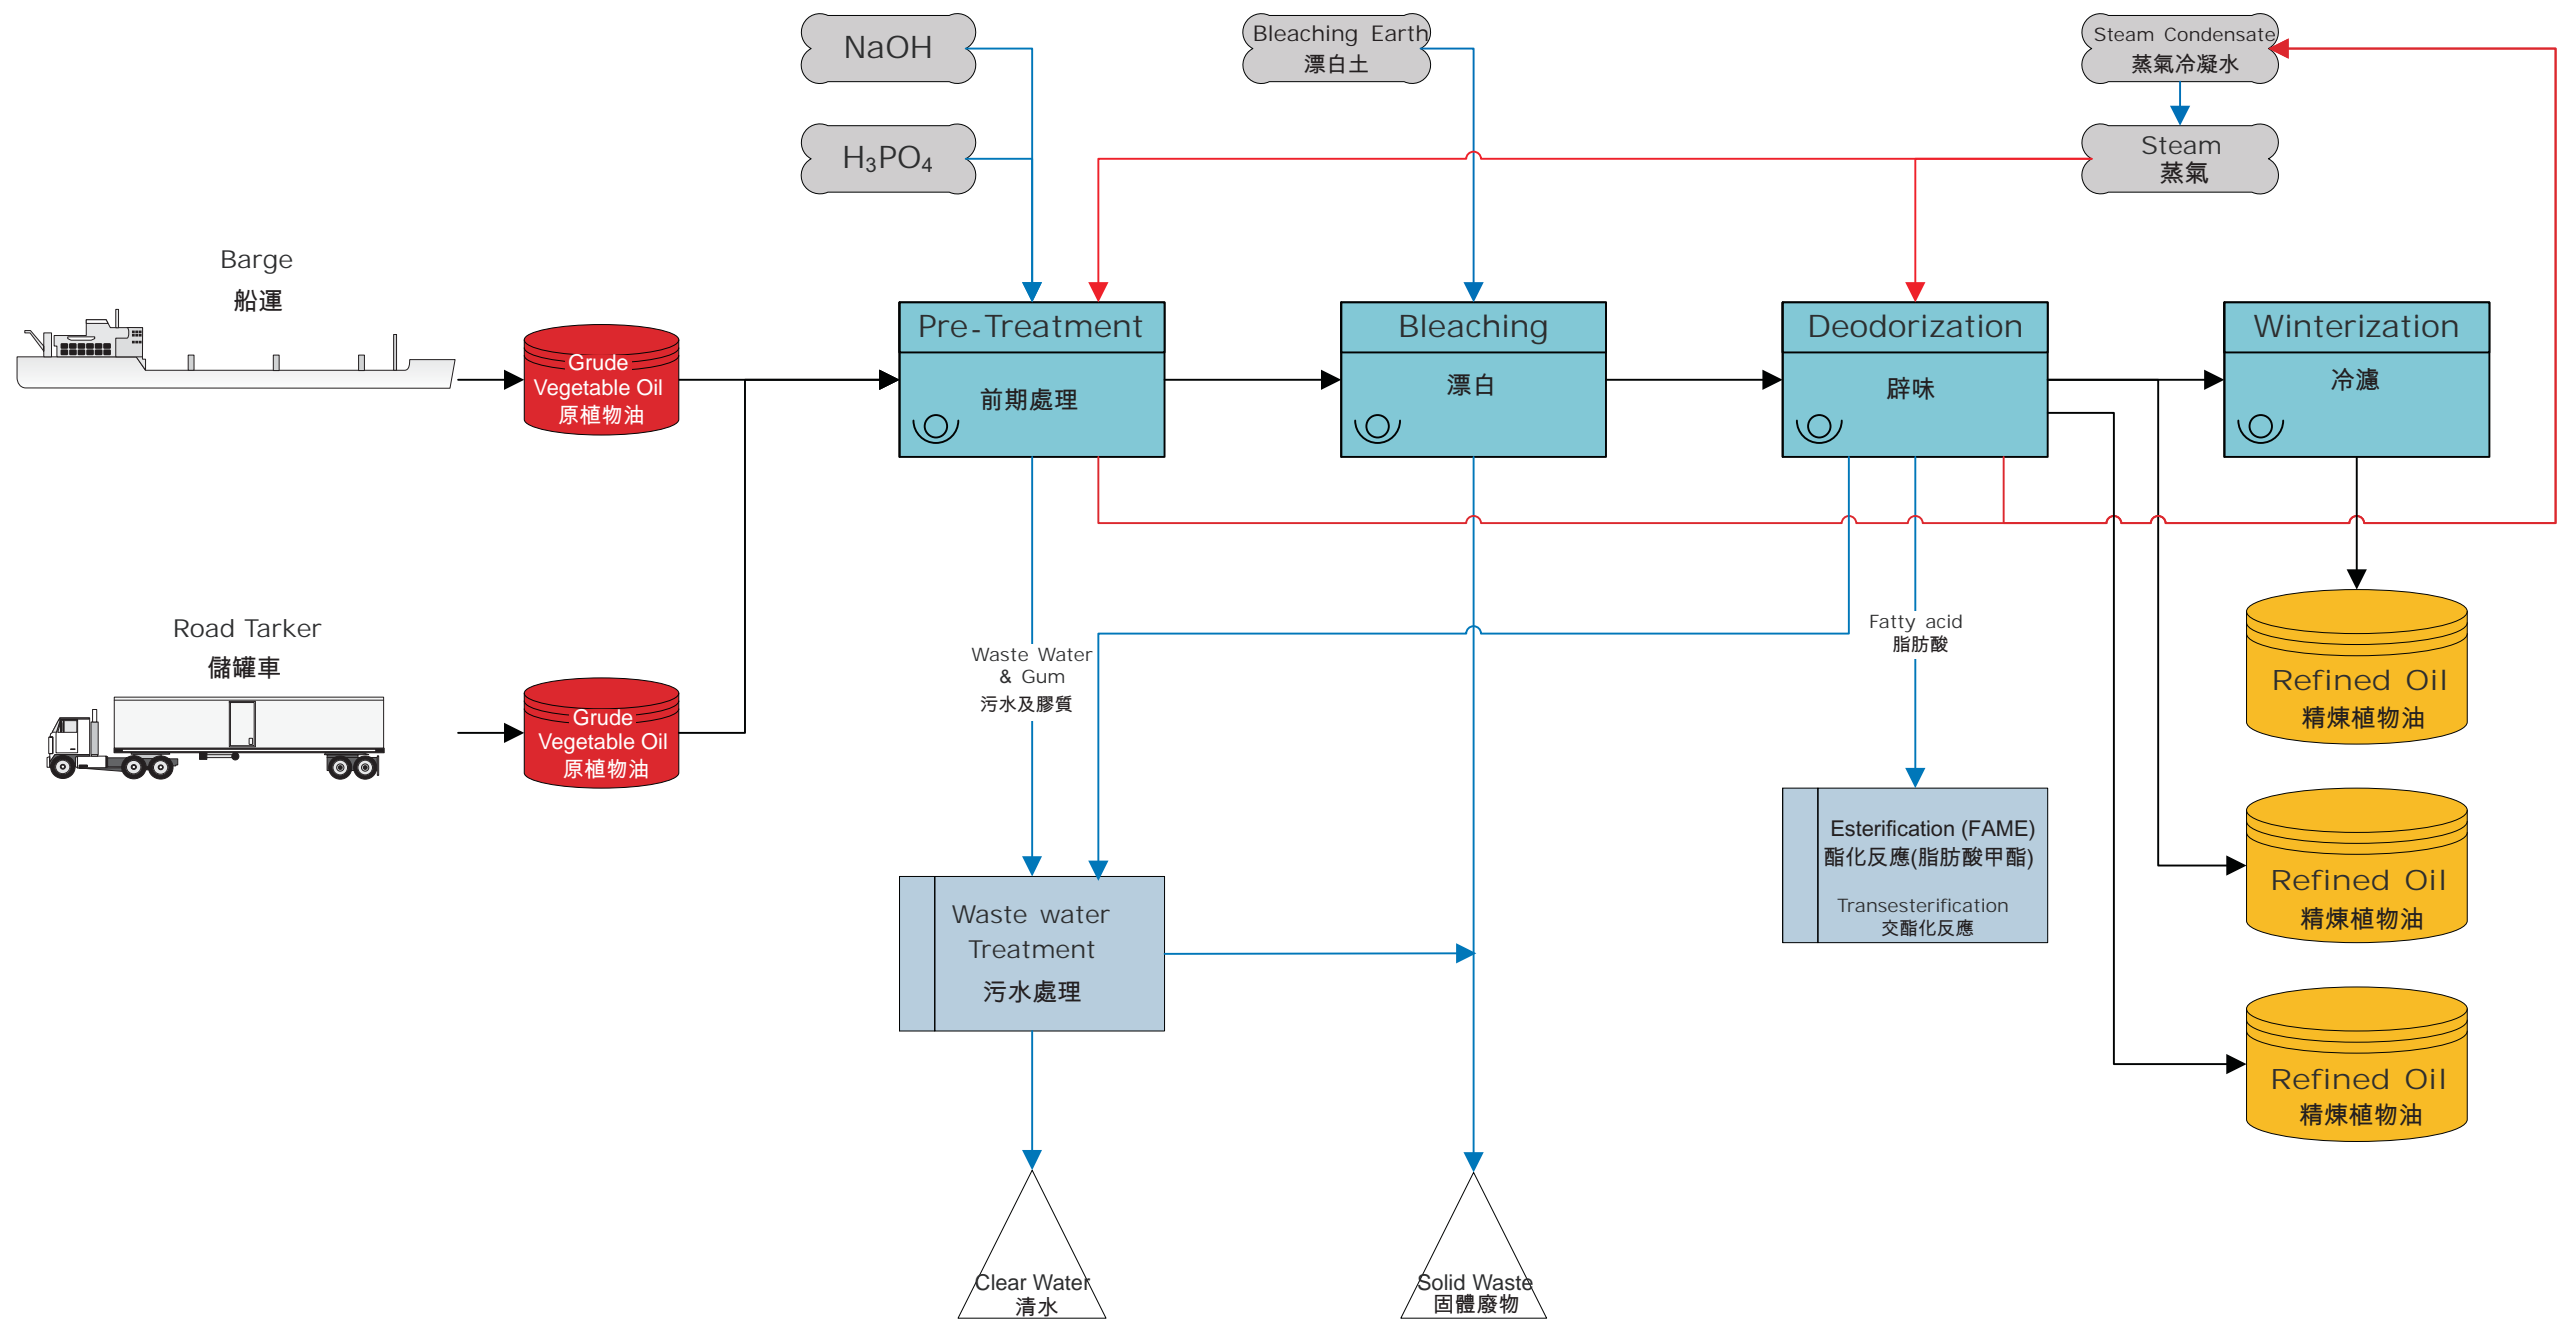 NaOH
Bleaching Earth
漂白土
Steam Condensate
蒸氣冷凝水
H₃PO₄
Steam
蒸氣
Barge
船運
Grude
Vegetable Oil
原植物油
Pre-Treatment
前期處理
Bleaching
漂白
Deodorization
辟味
Winterization
冷濾
Road Tarker
儲罐車
Grude
Vegetable Oil
原植物油
Waste Water
& Gum
污水及膠質
Fatty acid
脂肪酸
Refined Oil
精煉植物油
Esterification (FAME)
酯化反應(脂肪酸甲酯)
Transesterification
交酯化反應
Refined Oil
精煉植物油
Waste water
Treatment
污水處理
Refined Oil
精煉植物油
Clear Water
清水
Solid Waste
固體廢物